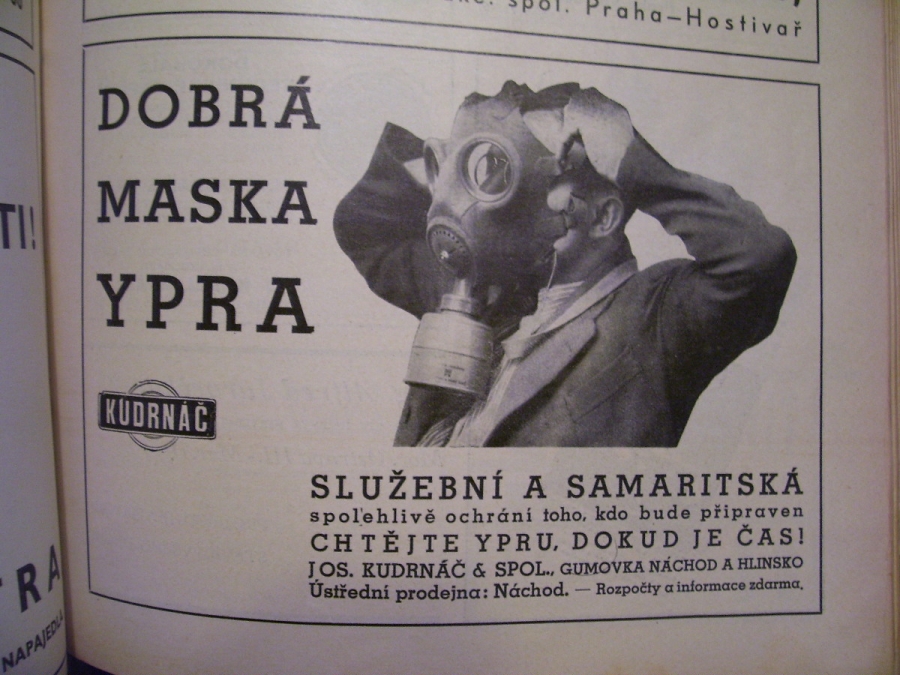 spol. Praha—Hostivař
DOBRÁ
MASKA
YPRA
KUDRNÁČ
SLUŽEBNÍ A SAMARITSKÁ
spolehlivě ochrání toho, kdo bude připraven
CHTĚJTE YPRU, DOKUD JE ČAS!
JOS. KUDRNÁČ & SPOL., GUMOVKA NÁCHOD A HLINSKO
Ústřední prodejna: Náchod. — Rozpočty a informace zdarma.
TI!
TRA
NAPAJEDLA